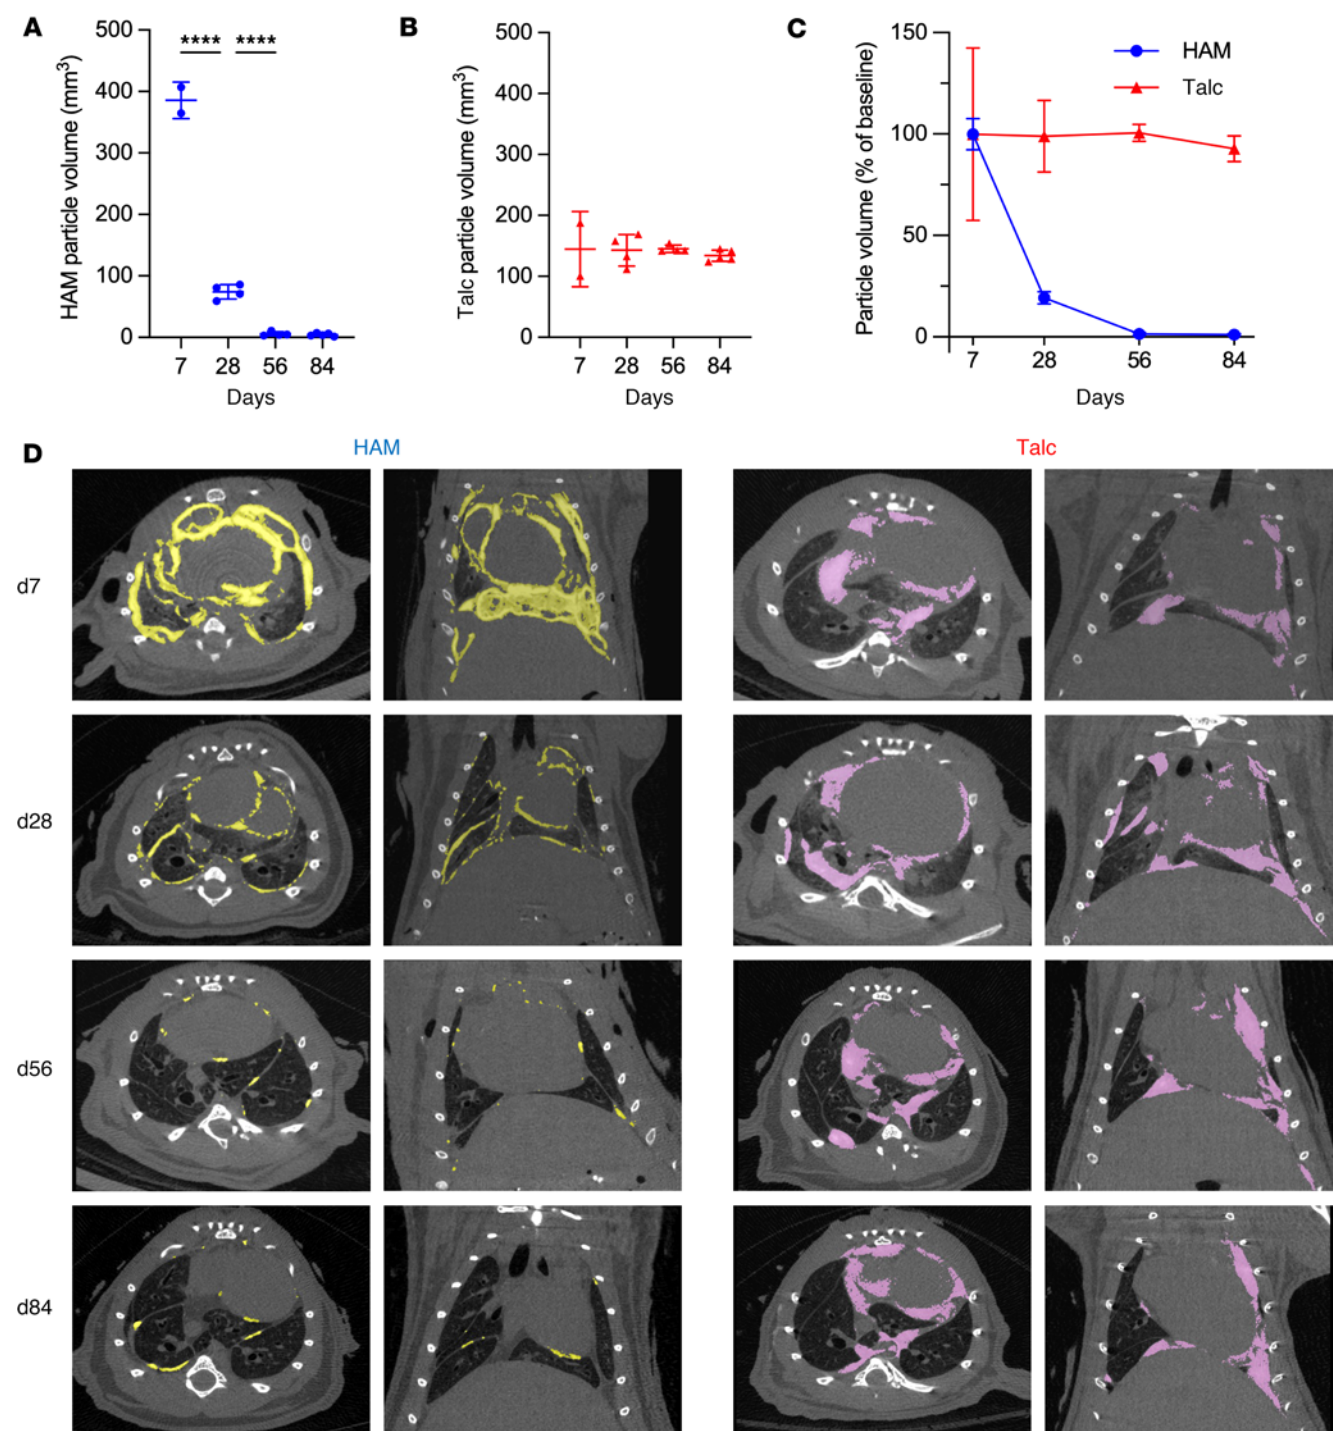 A
500
400
300
200
100
0
HAM particle volume (mm³)
**** ****
7 28 56 84
Days
B
500
400
300
200
100
0
Talc particle volume (mm³)
7 28 56 84
Days
C
150
100
50
0
Particle volume (% of baseline)
HAM
Talc
7 28 56 84
Days
D
HAM Talc
d7
d28
d56
d84